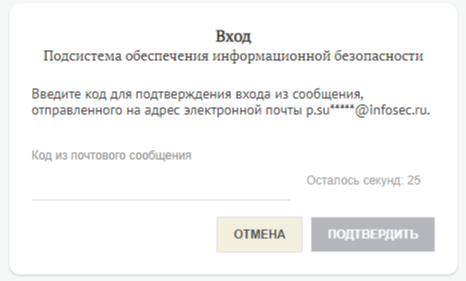 Вход
Подсистема обеспечения информационной безопасности
Введите код для подтверждения входа из сообщения,
отправленного на адрес электронной почты p.su*****@infosec.ru.
Код из почтового сообщения
Осталось секунд: 25
ОТМЕНА
ПОДТВЕРДИТЬ